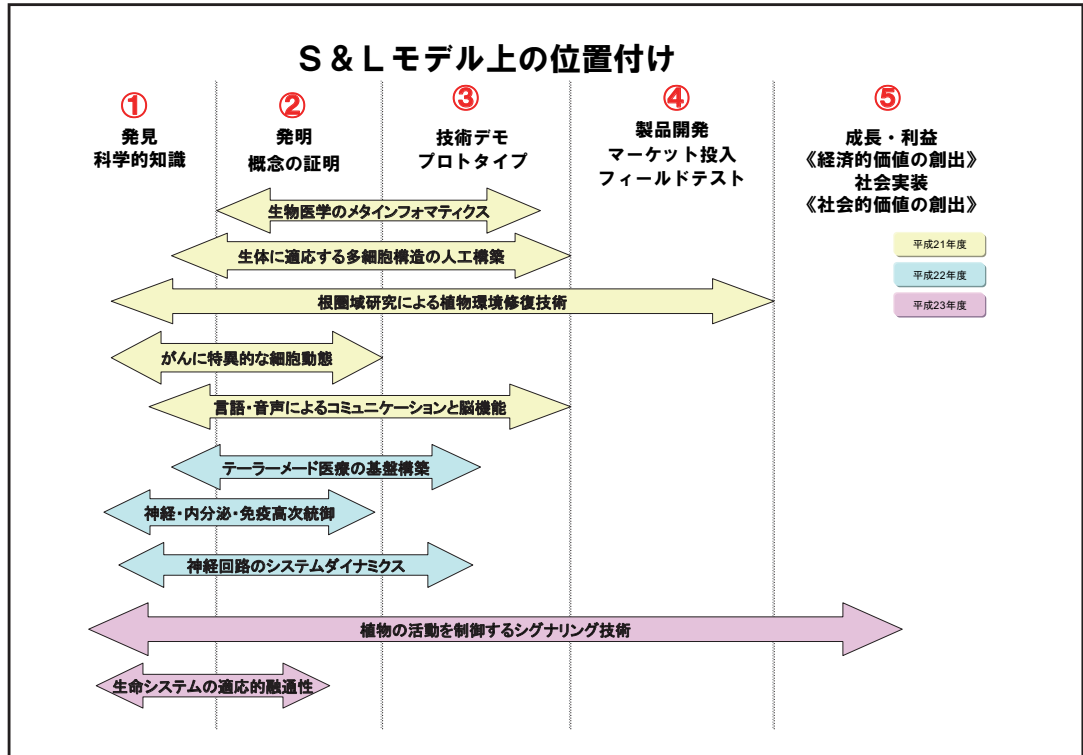 S&Lモデル上の位置付け
①
発見
科学的知識
②
発明
概念の証明
③
技術デモ
プロトタイプ
④
製品開発
マーケット投入
フィールドテスト
⑤
成長・利益
《経済的価値の創出》
社会実装
《社会的価値の創出》
平成21年度
平成22年度
平成23年度
生物医学のメタインフォマティクス
生体に適応する多細胞構造の人工構築
根圏域研究による植物環境修復技術
がんに特異的な細胞動態
言語・音声によるコミュニケーションと脳機能
テーラーメード医療の基盤構築
神経・内分泌・免疫高次統御
神経回路のシステムダイナミクス
植物の活動を制御するシグナリング技術
生命システムの適応的融通性